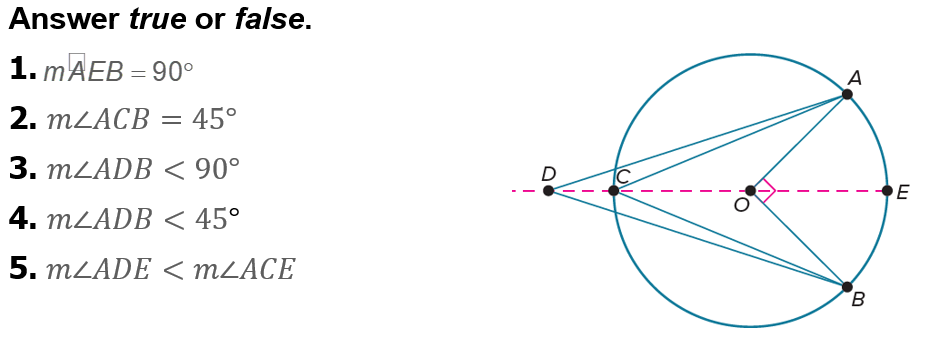 Answer true or false.
1. mAEB = 90°
2. m∠ACB = 45°
3. m∠ADB < 90°
4. m∠ADB < 45°
5. m∠ADE < m∠ACE
A
D
C
O
E
B